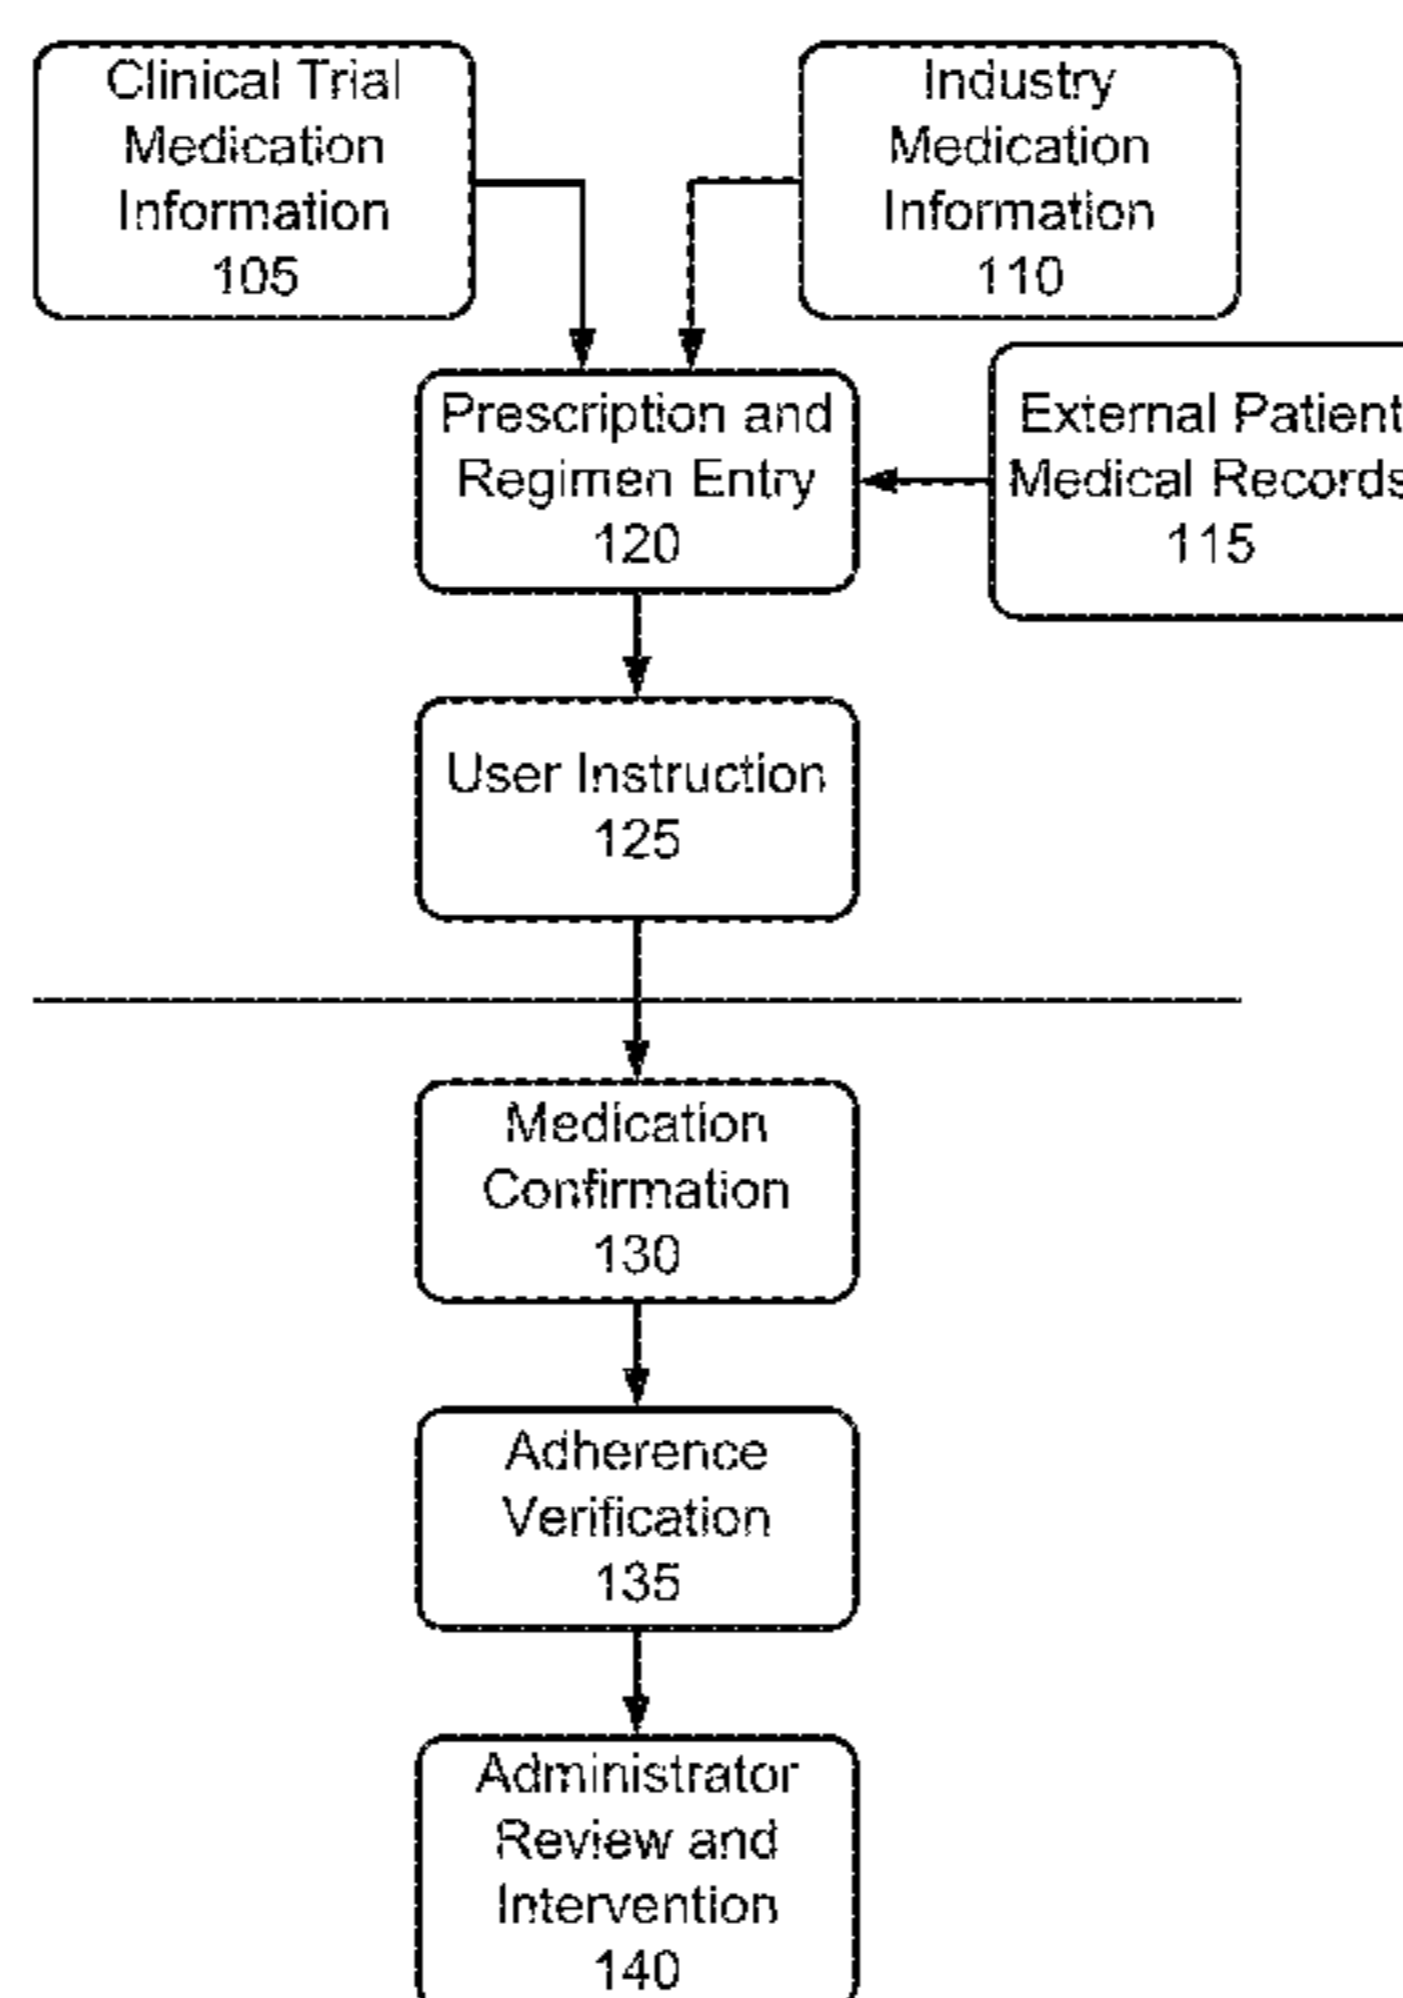 Clinical Trial
Medication
Information
105
Industry
Medication
Information
110
Prescription and
Regimen Entry
120
External Patient
Medical Records
115
User Instruction
125
Medication
Confirmation
130
Adherence
Verification
135
Administrator
Review and
Intervention
140